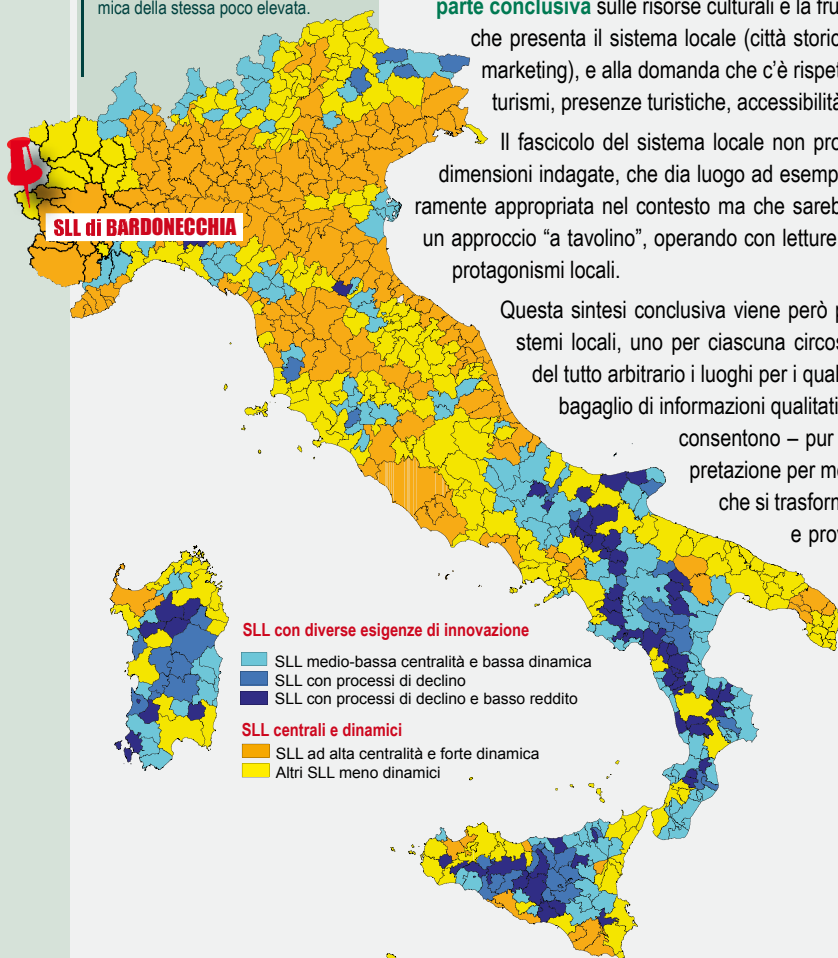 mica della stessa poco elevata.
parte conclusiva sulle risorse culturali e la fru
che presenta il sistema locale (città storic
marketing), e alla domanda che c'è rispet
turismi, presenze turistiche, accessibilità
Il fascicolo del sistema locale non pro
dimensioni indagate, che dia luogo ad esemp
ramente appropriata nel contesto ma che sareb
un approccio "a tavolino", operando con letture
protagonismi locali.
Questa sintesi conclusiva viene però p
stemi locali, uno per ciascuna circos
del tutto arbitrario i luoghi per i qual
bagaglio di informazioni qualitati
consentono – pur
pretazione per me
che si trasform
e prov
SLL di BARDONECCHIA
SLL con diverse esigenze di innovazione
SLL medio-bassa centralità e bassa dinamica
SLL con processi di declino
SLL con processi di declino e basso reddito
SLL centrali e dinamici
SLL ad alta centralità e forte dinamica
Altri SLL meno dinamici